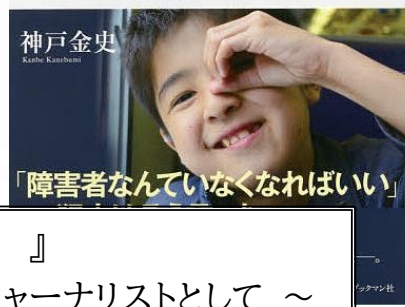 神戸金史
Kanbe Kanebumi
「障害者なんていなくなればいい」
―。
ブックマン社
』
ャーナリストとして ～